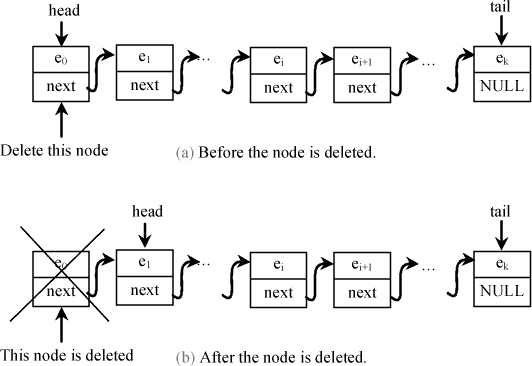 head
tail
e0 e1 … ei ei+1 … ek
next next next next NULL
Delete this node
(a) Before the node is deleted.
head
tail
e0 e1 … ei ei+1 … ek
next next next next NULL
This node is deleted
(b) After the node is deleted.